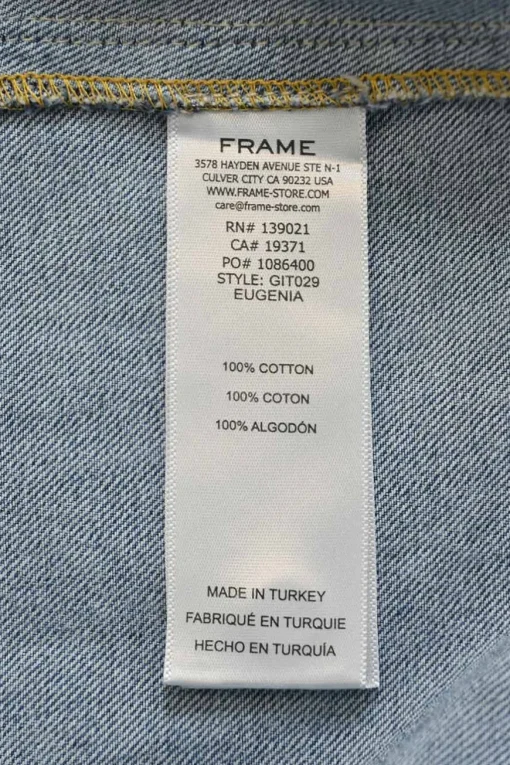 FRAME
3578 HAYDEN AVENUE STE N-1
CULVER CITY CA 90232 USA
WWW.FRAME-STORE.COM
care@frame-store.com
RN# 139021
CA# 19371
PO# 1086400
STYLE: GIT029
EUGENIA
100% COTTON
100% COTON
100% ALGODÓN
MADE IN TURKEY
FABRIQUÉ EN TURQUIE
HECHO EN TURQUÍA